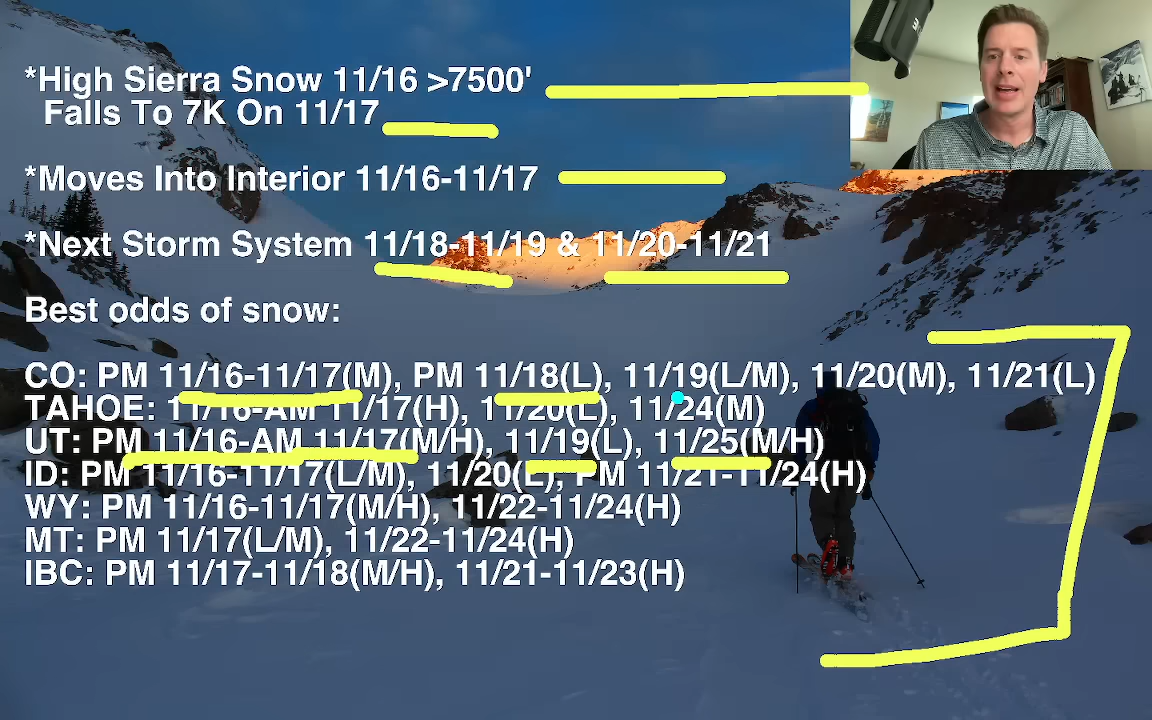 *High Sierra Snow 11/16 >7500'
Falls To 7K On 11/17
*Moves Into Interior 11/16-11/17
*Next Storm System 11/18-11/19 & 11/20-11/21
Best odds of snow:
CO: PM 11/16-11/17(M), PM 11/18(L), 11/19(L/M), 11/20(M), 11/21(L)
TAHOE: 11/16-AM 11/17(H), 11/20(L), 11/24(M)
UT: PM 11/16-AM 11/17(M/H), 11/19(L), 11/25(M/H)
ID: PM 11/16-11/17(L/M), 11/20(L), PM 11/21-11/24(H)
WY: PM 11/16-11/17(M/H), 11/22-11/24(H)
MT: PM 11/17(L/M), 11/22-11/24(H)
IBC: PM 11/17-11/18(M/H), 11/21-11/23(H)